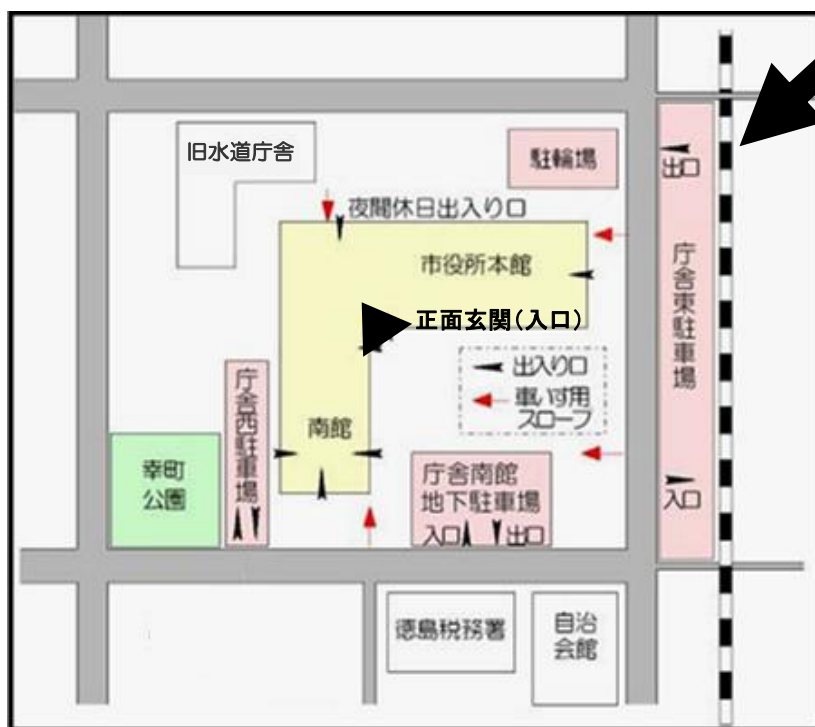 旧水道庁舎
駐輪場
出口
夜間休日出入り口
市役所本館
庁舎東駐車場
正面玄関(入口)
出入り口
車いす用
スロープ
庁舎西駐車場
南館
幸町
公園
庁舎南館
地下駐車場
入口
出口
入口
徳島税務署
自治
会館